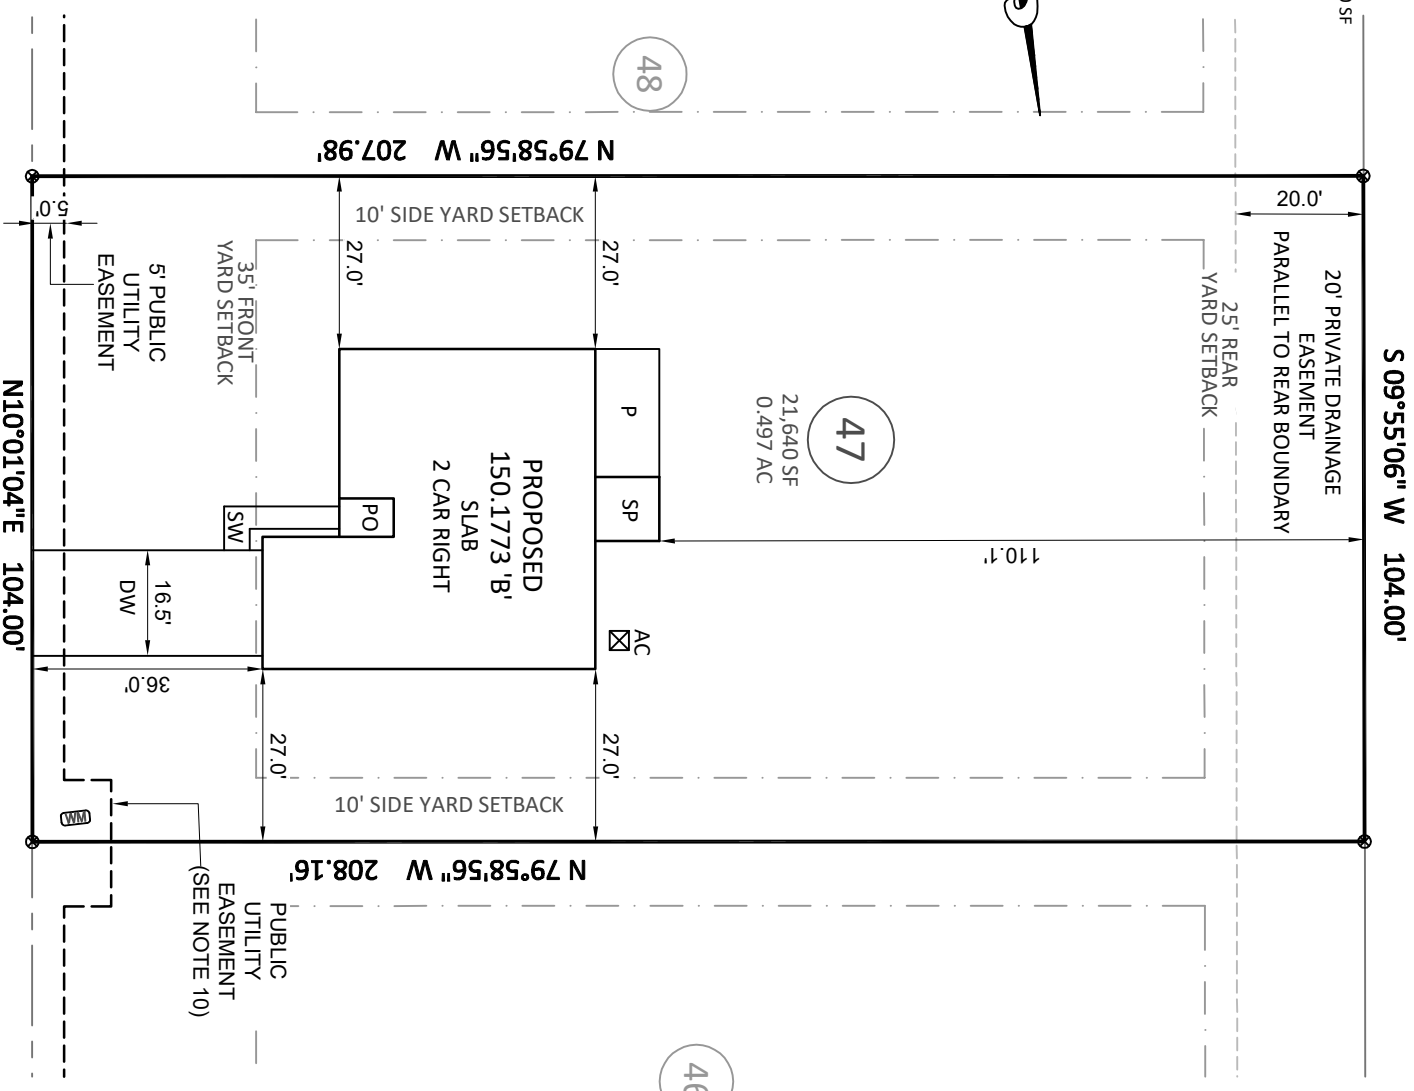 0 SF
48
N 79°58'56" W 207.98'
S 09°55'06" W 104.00'
20.0'
20' PRIVATE DRAINAGE
EASEMENT
PARALLEL TO REAR BOUNDARY
25' REAR
YARD SETBACK
10' SIDE YARD SETBACK
27.0'
27.0'
5.0'
5' PUBLIC
UTILITY
EASEMENT
35' FRONT
YARD SETBACK
47
21,640 SF
0.497 AC
P
SP
PROPOSED
150.1773 'B'
SLAB
2 CAR RIGHT
PO
SW
110.1'
AC
N10°01'04"E 104.00'
16.5'
DW
36.0'
27.0'
27.0'
10' SIDE YARD SETBACK
WM
N 79°58'56" W 208.16'
PUBLIC
UTILITY
EASEMENT
(SEE NOTE 10)
46